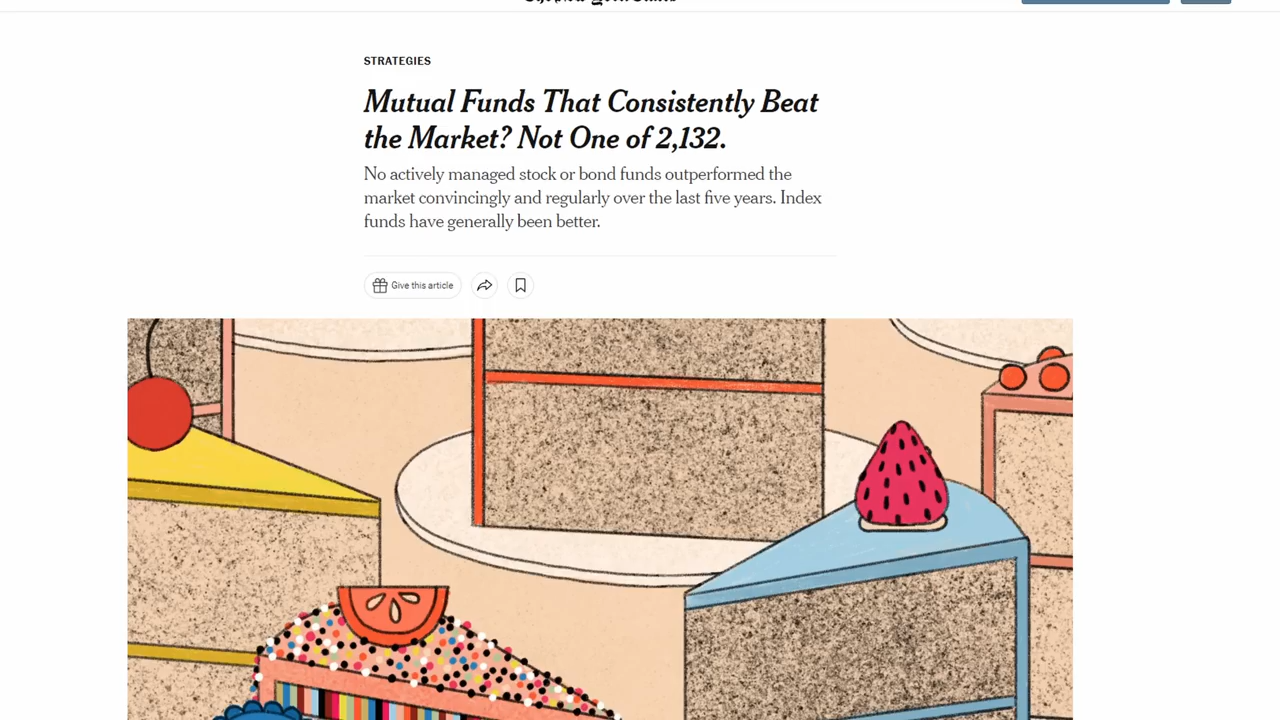 STRATEGIES
Mutual Funds That Consistently Beat
the Market? Not One of 2,132.
No actively managed stock or bond funds outperformed the
market convincingly and regularly over the last five years. Index
funds have generally been better.
Give this article